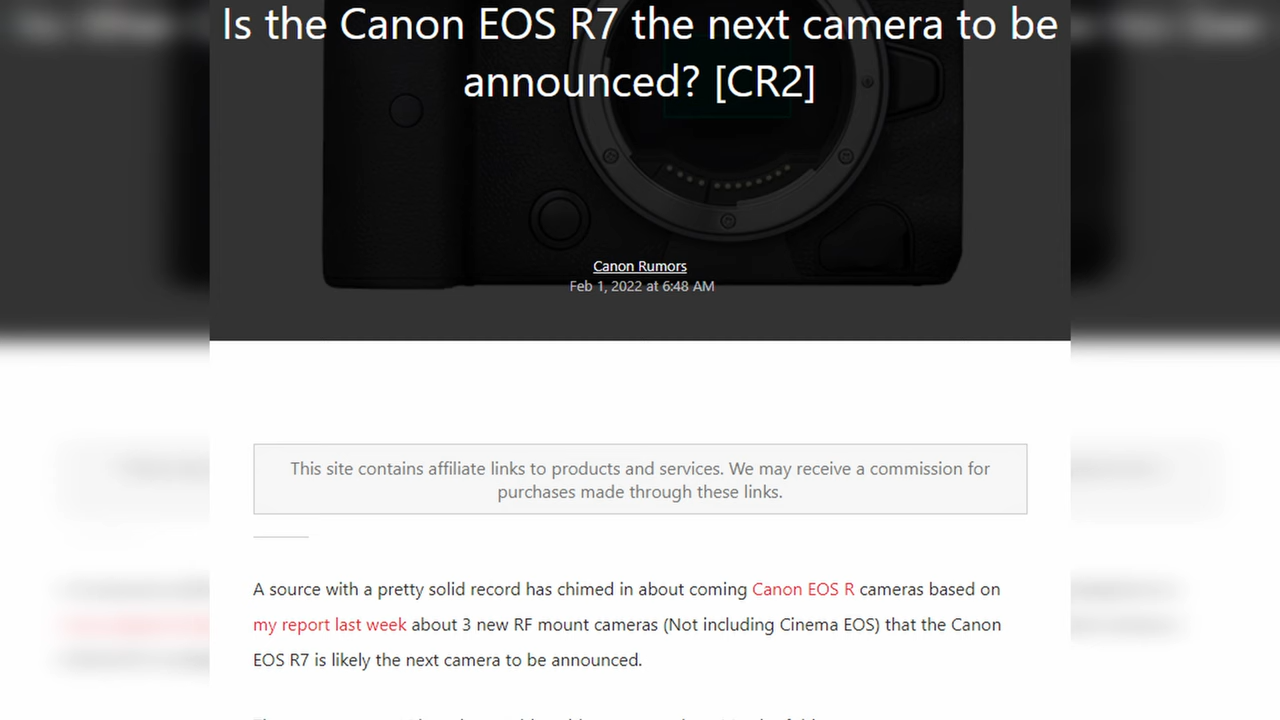 Is the Canon EOS R7 the next camera to be
announced? [CR2]
Canon Rumors
Feb 1, 2022 at 6:48 AM
This site contains affiliate links to products and services. We may receive a commission for
purchases made through these links.
A source with a pretty solid record has chimed in about coming Canon EOS R cameras based on
my report last week about 3 new RF mount cameras (Not including Cinema EOS) that the Canon
EOS R7 is likely the next camera to be announced.